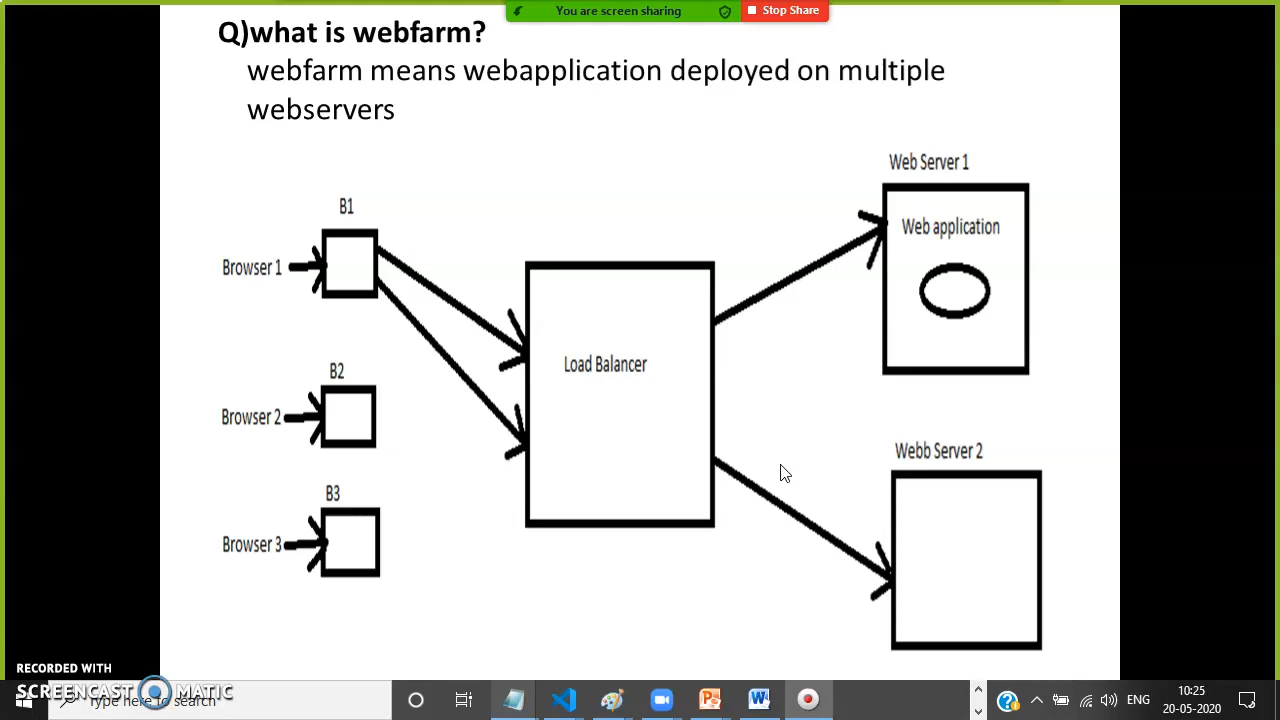 You are screen sharing
Stop Share
Q)what is webfarm?
webfarm means webapplication deployed on multiple
webservers
Web Server 1
B1
Web application
Browser 1
Load Balancer
B2
Browser 2
Webb Server 2
B3
Browser 3
RECORDED WITH
SCREENCAST MATIC
Type here to search
ENG
10:25
20-05-2020